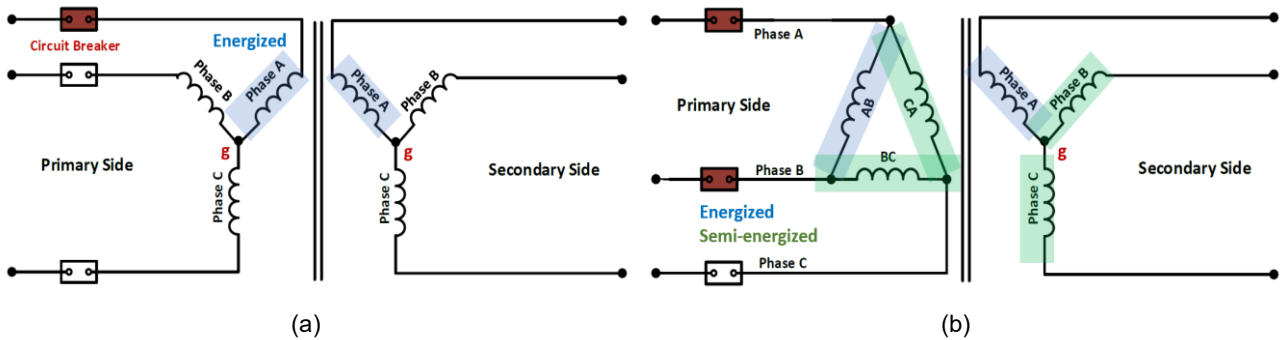 Circuit Breaker
Energized
Phase B
Phase A
Primary Side
g
Phase C
Phase A
Phase B
g
Phase C
Secondary Side
(a)
Phase A
Primary Side
AB
CA
BC
Phase B
Energized
Semi-energized
Phase C
Phase A
Phase B
g
Phase C
Secondary Side
(b)